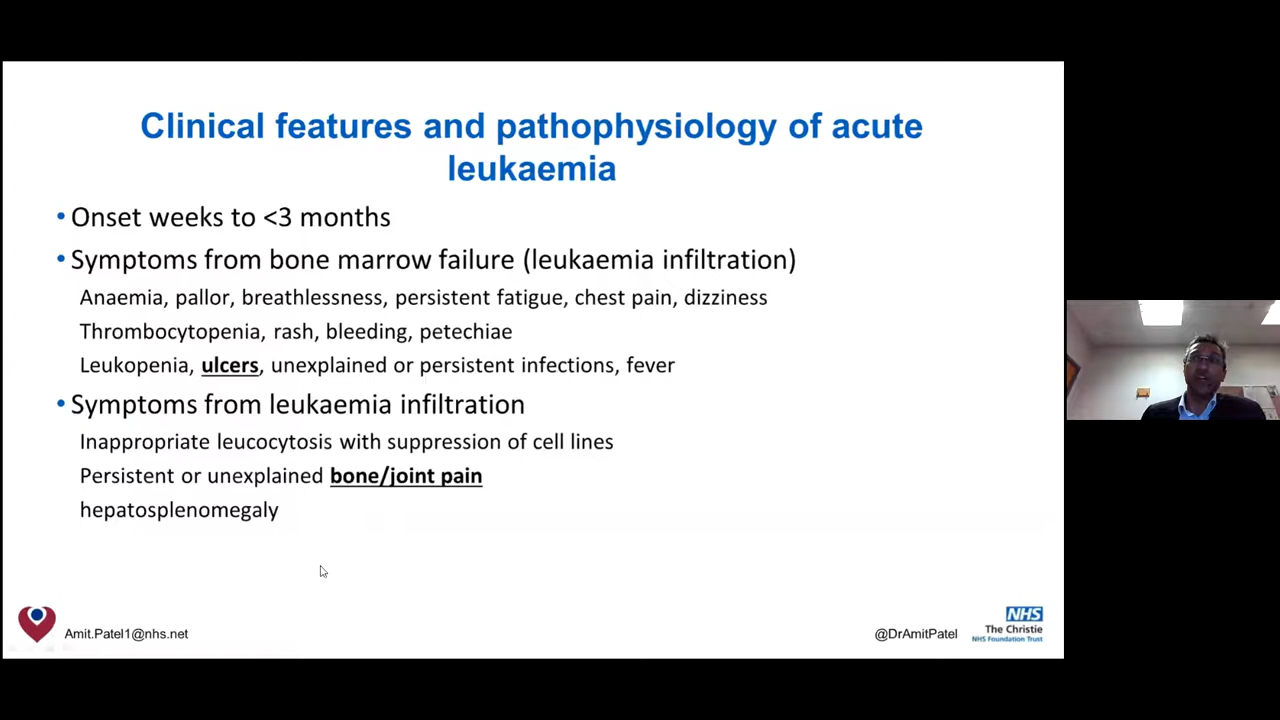 Clinical features and pathophysiology of acute
leukaemia
• Onset weeks to <3 months
• Symptoms from bone marrow failure (leukaemia infiltration)
Anaemia, pallor, breathlessness, persistent fatigue, chest pain, dizziness
Thrombocytopenia, rash, bleeding, petechiae
Leukopenia, ulcers, unexplained or persistent infections, fever
• Symptoms from leukaemia infiltration
Inappropriate leucocytosis with suppression of cell lines
Persistent or unexplained bone/joint pain
hepatosplenomegaly
Amit.Patel1@nhs.net
@DrAmitPatel
NHS
The Christie
NHS Foundation Trust